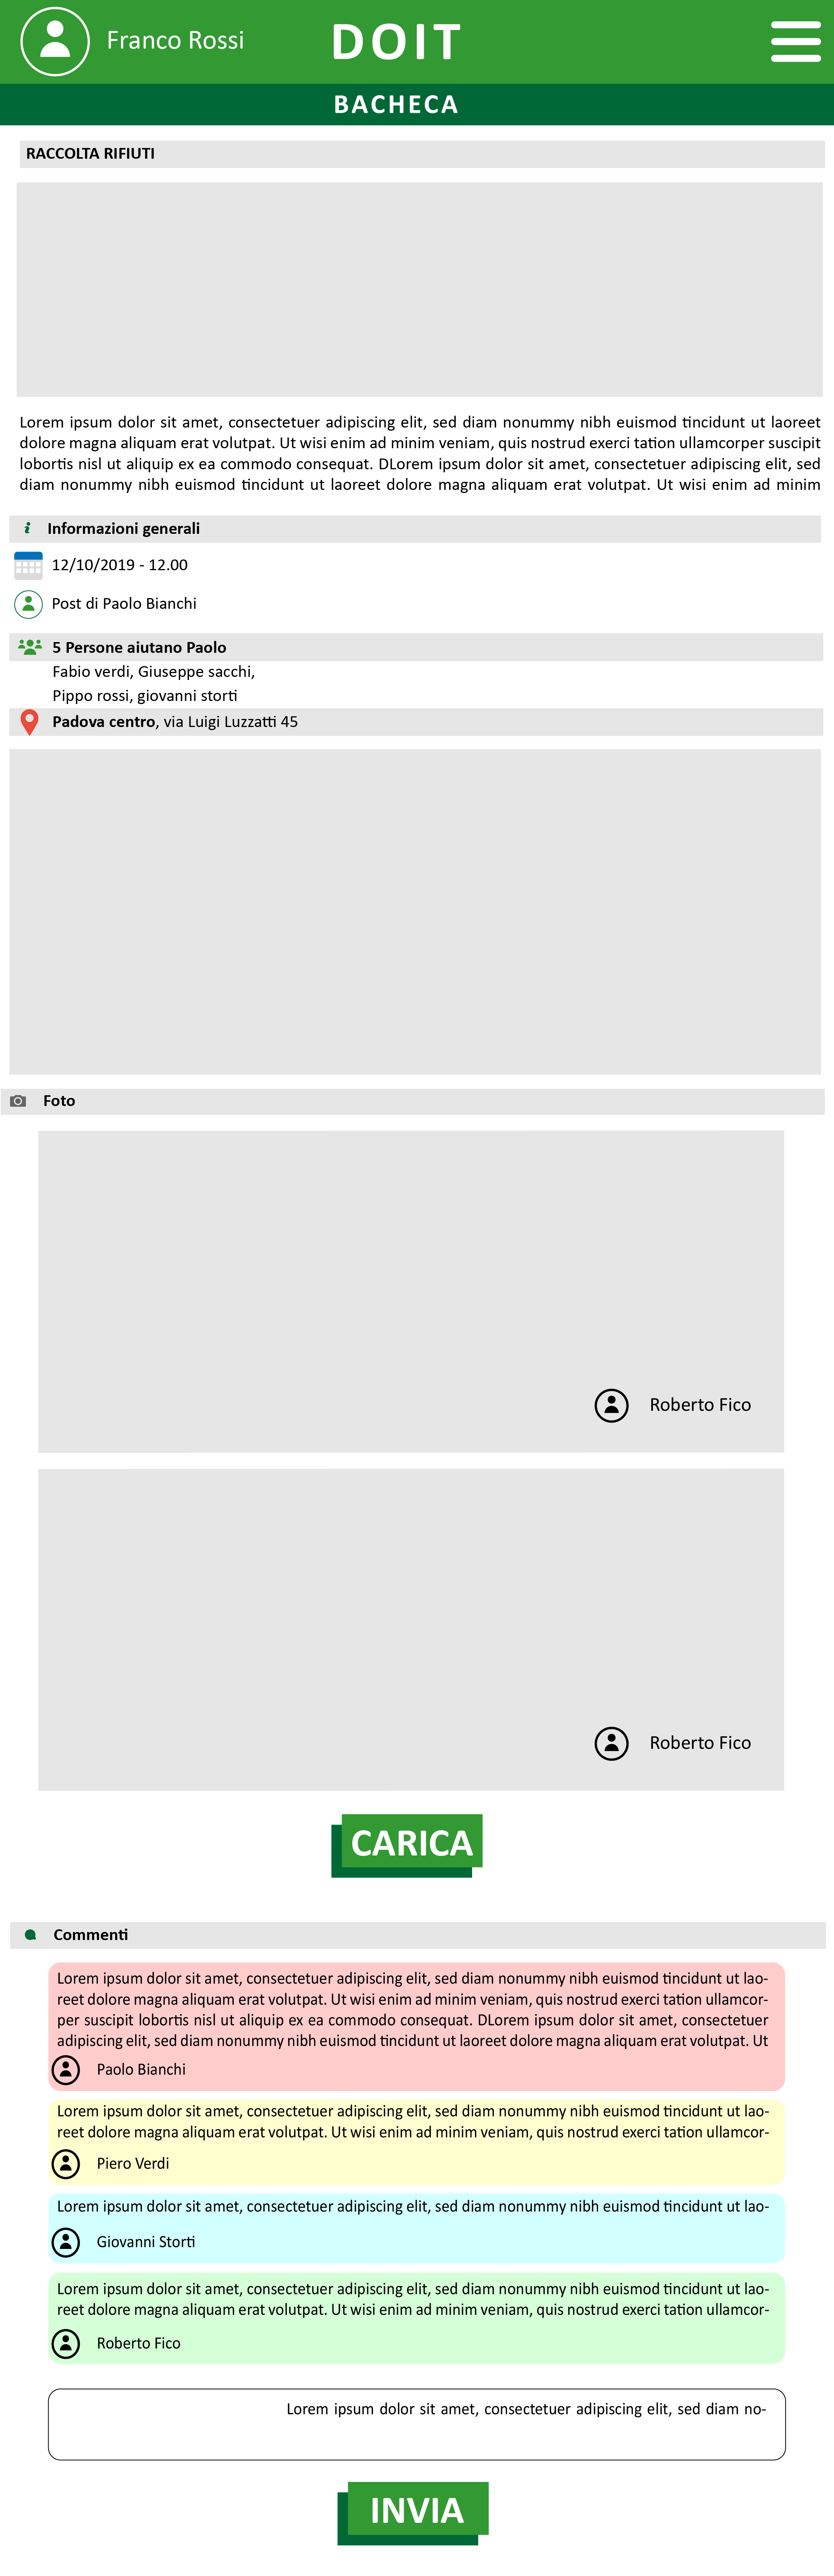 Franco Rossi
DOIT
BACHECA
RACCOLTA RIFIUTI
Lorem ipsum dolor sit amet, consectetuer adipiscing elit, sed diam nonummy nibh euismod tincidunt ut laoreet
dolore magna aliquam erat volutpat. Ut wisi enim ad minim veniam, quis nostrud exerci tation ullamcorper suscipit
lobortis nisl ut aliquip ex ea commodo consequat. DLorem ipsum dolor sit amet, consectetuer adipiscing elit, sed
diam nonummy nibh euismod tincidunt ut laoreet dolore magna aliquam erat volutpat. Ut wisi enim ad minim
Informazioni generali
12/10/2019 - 12.00
Post di Paolo Bianchi
5 Persone aiutano Paolo
Fabio verdi, Giuseppe sacchi,
Pippo rossi, giovanni storti
Padova centro, via Luigi Luzzatti 45
Foto
Roberto Fico
Roberto Fico
CARICA
Commenti
Lorem ipsum dolor sit amet, consectetuer adipiscing elit, sed diam nonummy nibh euismod tincidunt ut lao-
reet dolore magna aliquam erat volutpat. Ut wisi enim ad minim veniam, quis nostrud exerci tation ullamcor-
per suscipit lobortis nisl ut aliquip ex ea commodo consequat. DLorem ipsum dolor sit amet, consectetuer
adipiscing elit, sed diam nonummy nibh euismod tincidunt ut laoreet dolore magna aliquam erat volutpat. Ut
Paolo Bianchi
Lorem ipsum dolor sit amet, consectetuer adipiscing elit, sed diam nonummy nibh euismod tincidunt ut lao-
reet dolore magna aliquam erat volutpat. Ut wisi enim ad minim veniam, quis nostrud exerci tation ullamcor-
Piero Verdi
Lorem ipsum dolor sit amet, consectetuer adipiscing elit, sed diam nonummy nibh euismod tincidunt ut lao-
Giovanni Storti
Lorem ipsum dolor sit amet, consectetuer adipiscing elit, sed diam nonummy nibh euismod tincidunt ut lao-
reet dolore magna aliquam erat volutpat. Ut wisi enim ad minim veniam, quis nostrud exerci tation ullamcor-
Roberto Fico
Lorem ipsum dolor sit amet, consectetuer adipiscing elit, sed diam no-
INVIA